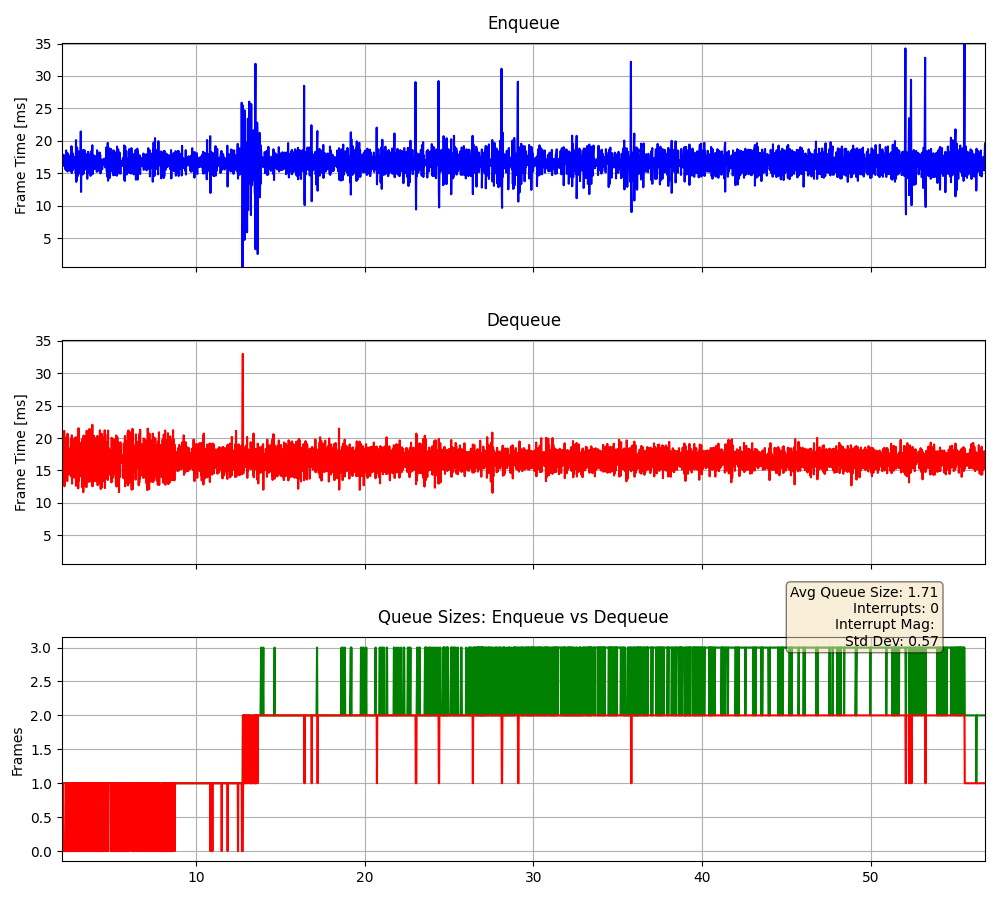 Enqueue
Frame Time [ms]
35
30
25
20
15
10
5
Dequeue
Frame Time [ms]
35
30
25
20
15
10
5
Avg Queue Size: 1.71
Interrupts: 0
Interrupt Mag:
Std Dev: 0.57
Queue Sizes: Enqueue vs Dequeue
Frames
3.0
2.5
2.0
1.5
1.0
0.5
0.0
10 20 30 40 50